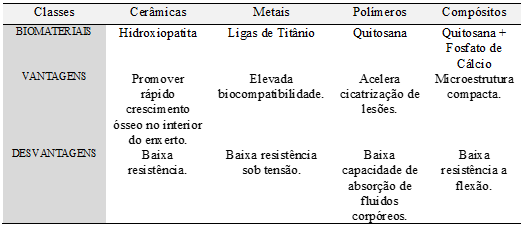 Classes Cerâmicas Metais Polímeros Compósitos
BIOMATERIAIS Hidroxiopatita Ligas de Titânio Quitosana Quitosana +
Fosfato de
Cálcio
VANTAGENS Promover Elevada Acelera Microestrutura
rápido biocompatibilidade. cicatrização de compacta.
crescimento lesões.
ósseo no interior
do enxerto.
DESVANTAGENS Baixa Baixa resistência Baixa Baixa
resistência. sob tensão. capacidade de resistência a
absorção de flexão.
fluidos
corpóreos.